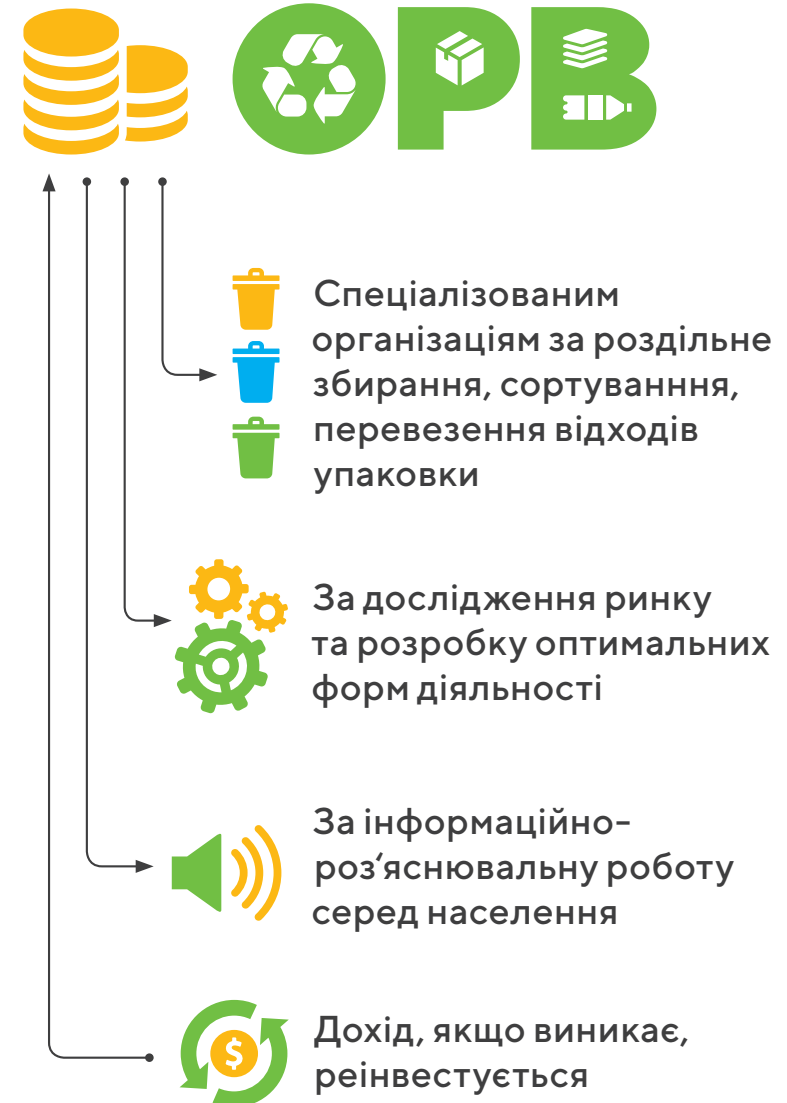 ОРВ
Спеціалізованим
організаціям за роздільне
збирання, сортуванння,
перевезення відходів
упаковки
За дослідження ринку
та розробку оптимальних
форм діяльності
За інформаційно-
роз’яснювальну роботу
серед населення
$
Дохід, якщо виникає,
реінвестується